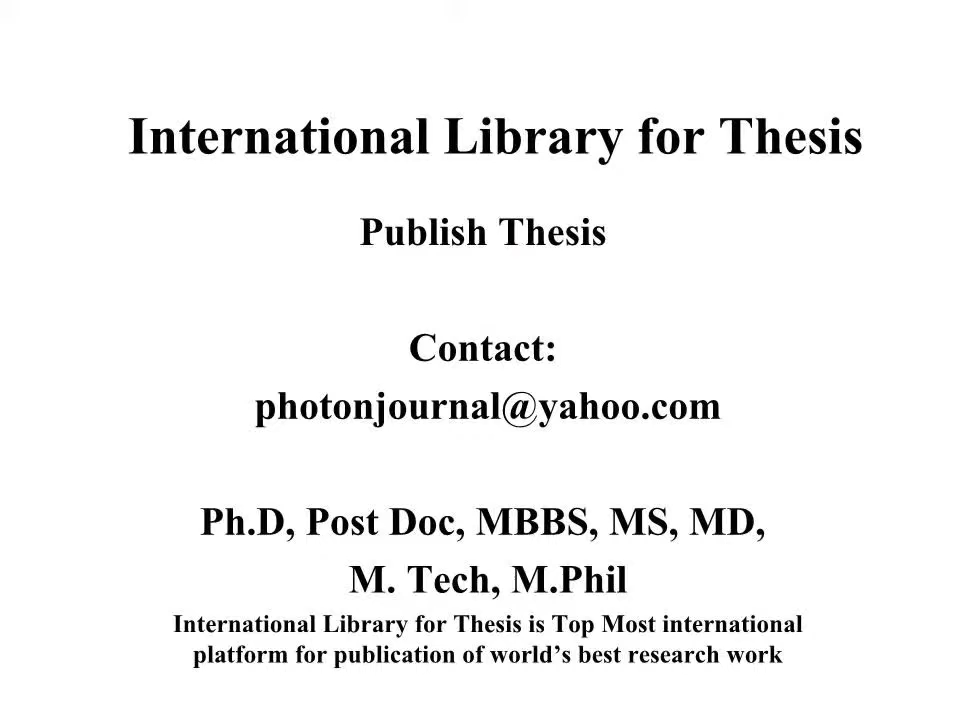 International Library for Thesis
Publish Thesis
Contact:
photonjournal@yahoo.com
Ph.D, Post Doc, MBBS, MS, MD,
M. Tech, M.Phil
International Library for Thesis is Top Most international
platform for publication of world’s best research work